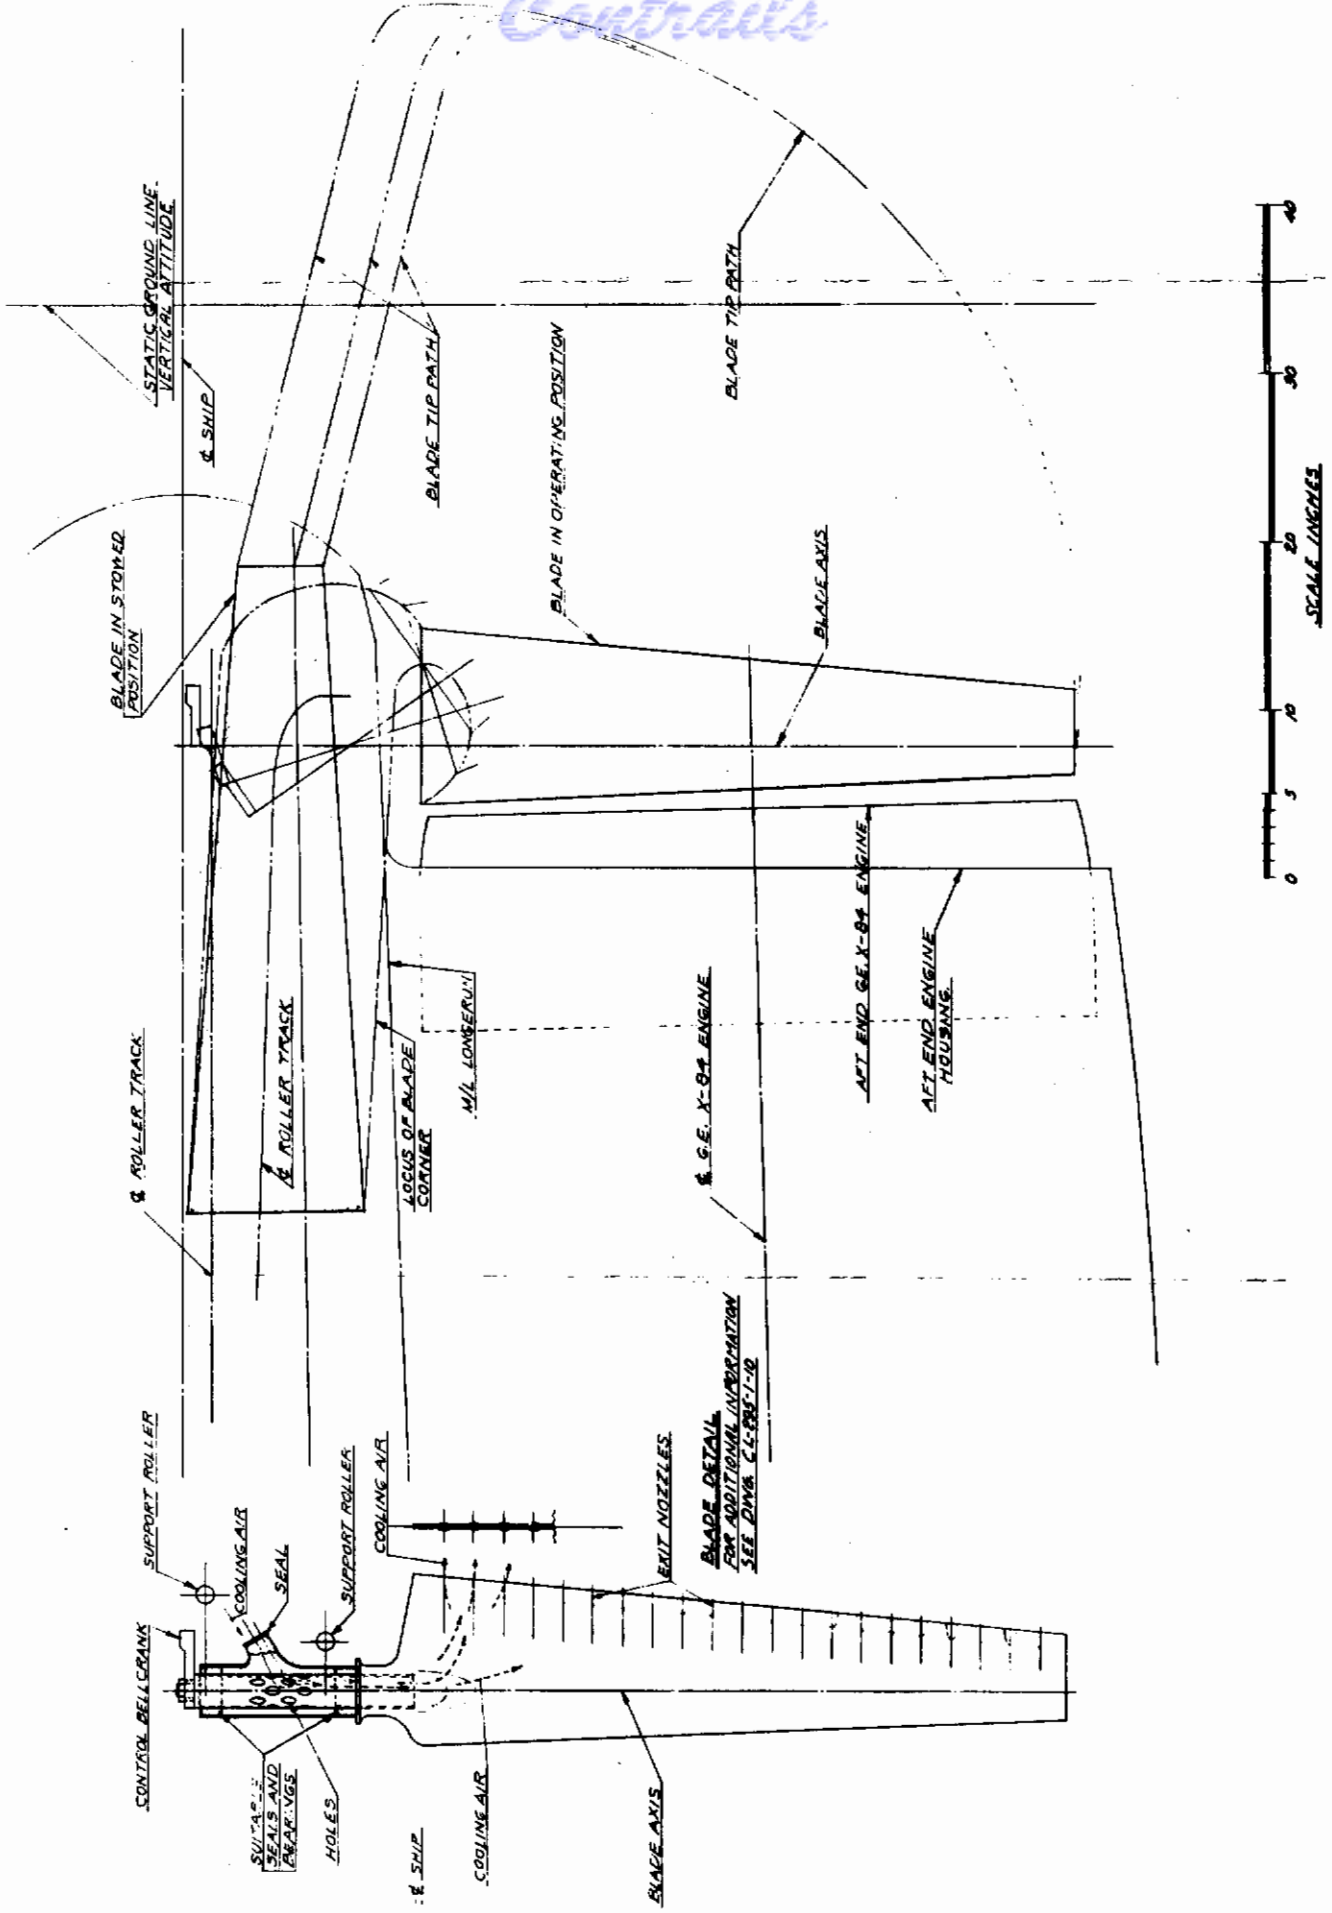 Contrails
STATIC GROUND LINE
VERTICAL ATTITUDE
℄ SHIP
BLADE IN STOWED
POSITION
BLADE TIP PATH
BLADE IN OPERATING POSITION
BLADE TIP PATH
BLADE AXIS
℄ ROLLER TRACK
℄ ROLLER TRACK
LOCUS OF BLADE
CORNER
M/L LONGERON
℄ G.E. X-84 ENGINE
AFT END G.E. X-84 ENGINE
AFT END ENGINE
HOUSING
0 5 10 20 30 40
SCALE INCHES
CONTROL BELLCRANK
SUPPORT ROLLER
COOLING AIR
SEAL
SUPPORT ROLLER
COOLING AIR
SUITABLE
SEALS AND
BEARINGS
HOLES
℄ SHIP
COOLING AIR
BLADE AXIS
EXIT NOZZLES
BLADE DETAIL
FOR ADDITIONAL INFORMATION
SEE DWG. CL-295-1-10